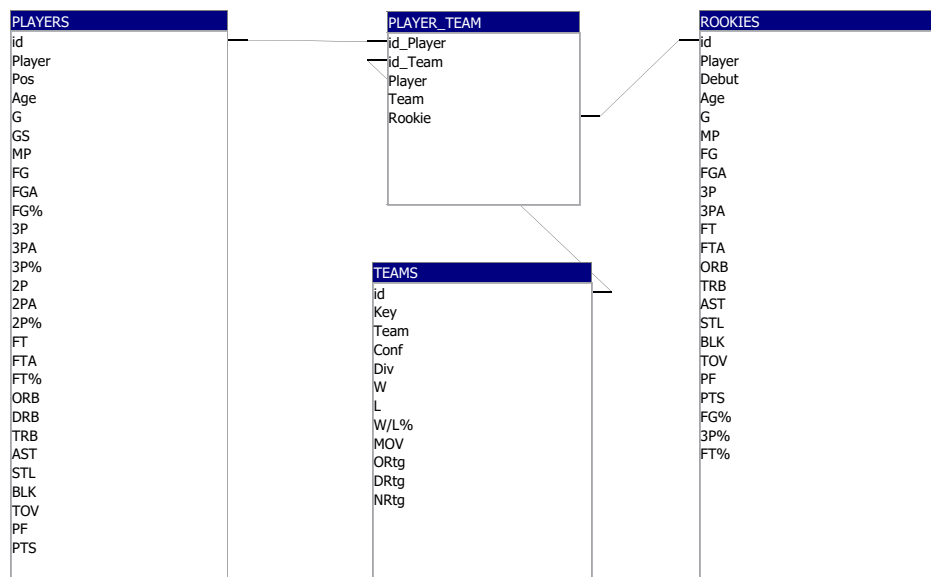 PLAYERS
id
Player
Pos
Age
G
GS
MP
FG
FGA
FG%
3P
3PA
3P%
2P
2PA
2P%
FT
FTA
FT%
ORB
DRB
TRB
AST
STL
BLK
TOV
PF
PTS
PLAYER_TEAM
id_Player
id_Team
Player
Team
Rookie
TEAMS
id
Key
Team
Conf
Div
W
L
W/L%
MOV
ORtg
DRtg
NRtg
ROOKIES
id
Player
Debut
Age
G
MP
FG
FGA
3P
3PA
FT
FTA
ORB
TRB
AST
STL
BLK
TOV
PF
PTS
FG%
3P%
FT%